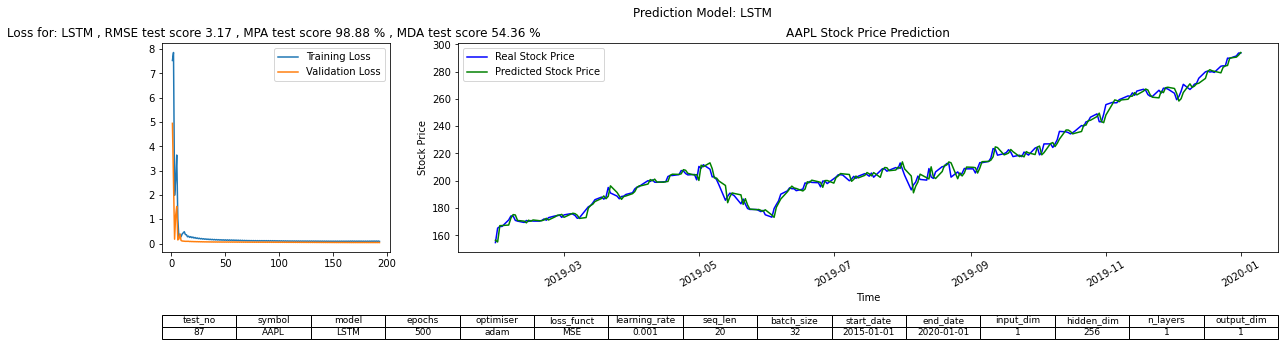 Prediction Model: LSTM
Loss for: LSTM , RMSE test score 3.17 , MPA test score 98.88 % , MDA test score 54.36 %
AAPL Stock Price Prediction
8
7
6
5
4
3
2
1
0
Training Loss
Validation Loss
0 50 100 150 200
Stock Price
300
280
260
240
220
200
180
160
Real Stock Price
Predicted Stock Price
2019-03 2019-05 2019-07 2019-09 2019-11 2020-01
Time
test_no symbol model epochs optimiser loss_funct learning_rate seq_len batch_size start_date end_date input_dim hidden_dim n_layers output_dim
87 AAPL LSTM 500 adam MSE 0.001 20 32 2015-01-01 2020-01-01 1 256 1 1